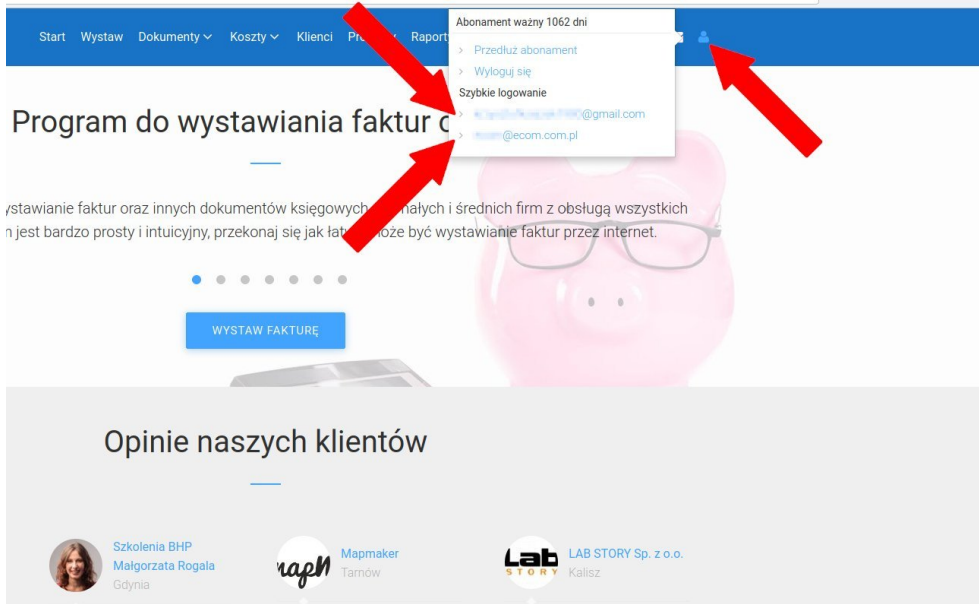 Start Wystaw Dokumenty Koszty Klienci Raport
Abonament ważny 1062 dni
Przedłuż abonament
Wyloguj się
Szybkie logowanie
@gmail.com
@ecom.com.pl
Program do wystawiania faktur
ystawianie faktur oraz innych dokumentów księgowych małych i średnich firm z obsługą wszystkich
jest bardzo prosty i intuicyjny, przekonaj się jak może być wystawianie faktur przez internet.
WYSTAW FAKTURĘ
Opinie naszych klientów
Szkolenia BHP
Małgorzata Rogala
Gdynia
maph
Mapmaker
Tarnów
Lab
STORY
LAB STORY Sp. z o.o.
Kalisz